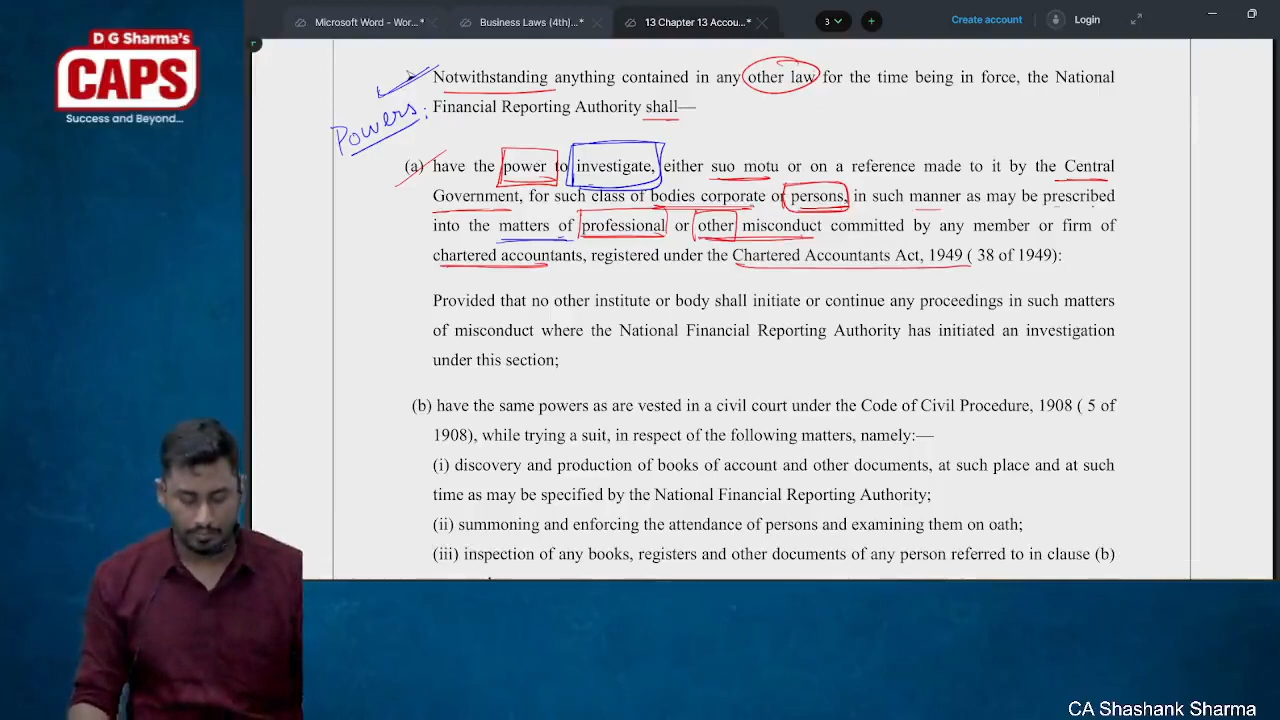 Microsoft Word - Wor...*
Business Laws (4th)...*
13 Chapter 13 Accou...*
3
Create account
Login
D G Sharma's
CAPS
Success and Beyond...
Notwithstanding anything contained in any other law for the time being in force, the National
Financial Reporting Authority shall—
Powers:
(a) have the power to investigate, either suo motu or on a reference made to it by the Central
Government, for such class of bodies corporate or persons, in such manner as may be prescribed
into the matters of professional or other misconduct committed by any member or firm of
chartered accountants, registered under the Chartered Accountants Act, 1949 ( 38 of 1949):
Provided that no other institute or body shall initiate or continue any proceedings in such matters
of misconduct where the National Financial Reporting Authority has initiated an investigation
under this section;
(b) have the same powers as are vested in a civil court under the Code of Civil Procedure, 1908 ( 5 of
1908), while trying a suit, in respect of the following matters, namely:—
(i) discovery and production of books of account and other documents, at such place and at such
time as may be specified by the National Financial Reporting Authority;
(ii) summoning and enforcing the attendance of persons and examining them on oath;
(iii) inspection of any books, registers and other documents of any person referred to in clause (b)
CA Shashank Sharma